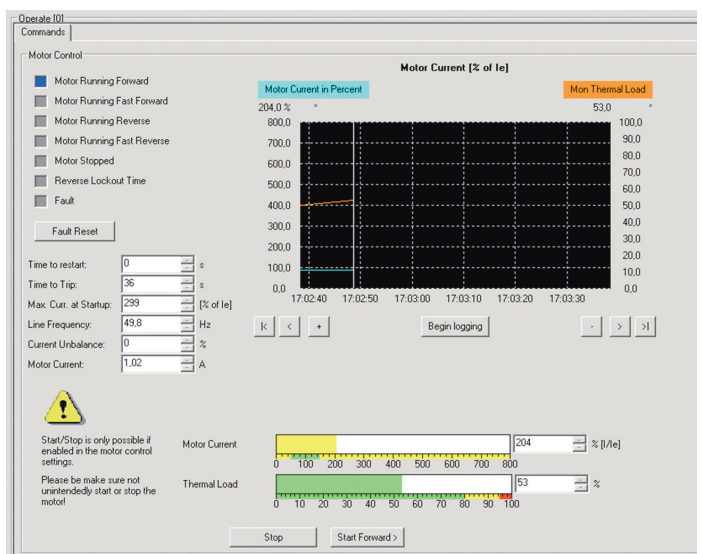 Operate [0]
Commands
Motor Control
Motor Running Forward
Motor Running Fast Forward
Motor Running Reverse
Motor Running Fast Reverse
Motor Stopped
Reverse Lockout Time
Fault
Fault Reset
Time to restart: 0 s
Time to Trip: 36 s
Max. Curr. at Startup: 299 [% of Ie]
Line Frequency: 49,8 Hz
Current Unbalance: 0 %
Motor Current: 1,02 A
Motor Current [% of Ie]
Motor Current in Percent Mon Thermal Load
204,0 % ° 53,0 °
800,0 100,0
700,0 90,0
600,0 80,0
500,0 70,0
400,0 60,0
300,0 50,0
200,0 40,0
100,0 30,0
0,0 20,0
10,0
0,0
17:02:40 17:02:50 17:03:00 17:03:10 17:03:20 17:03:30
|< < + Begin logging - > >|
!
Start/Stop is only possible if
enabled in the motor control
settings.
Please be make sure not
unintendedly start or stop the
motor!
Motor Current 204 % [I/Ie]
0 100 200 300 400 500 600 700 800
Thermal Load 53 %
0 10 20 30 40 50 60 70 80 90 100
Stop Start Forward >